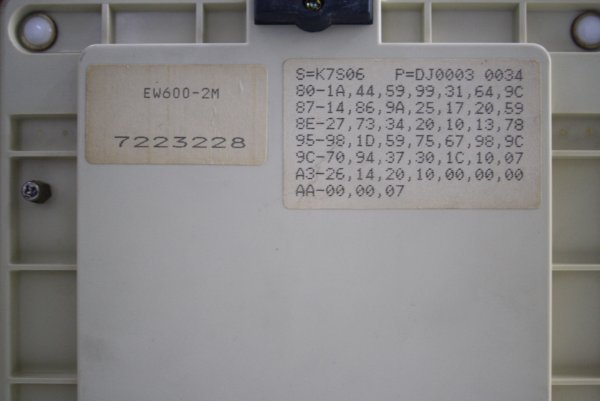 EW600-2M
7223228
S=K7S06 P=DJ0003 0034
80-1A,44,59,99,31,64,9C
87-14,86,9A,25,17,20,59
8E-27,73,34,20,10,13,78
95-98,1D,59,75,67,98,9C
9C-70,94,37,30,1C,10,07
A3-26,14,20,10,00,00,00
AA-00,00,07